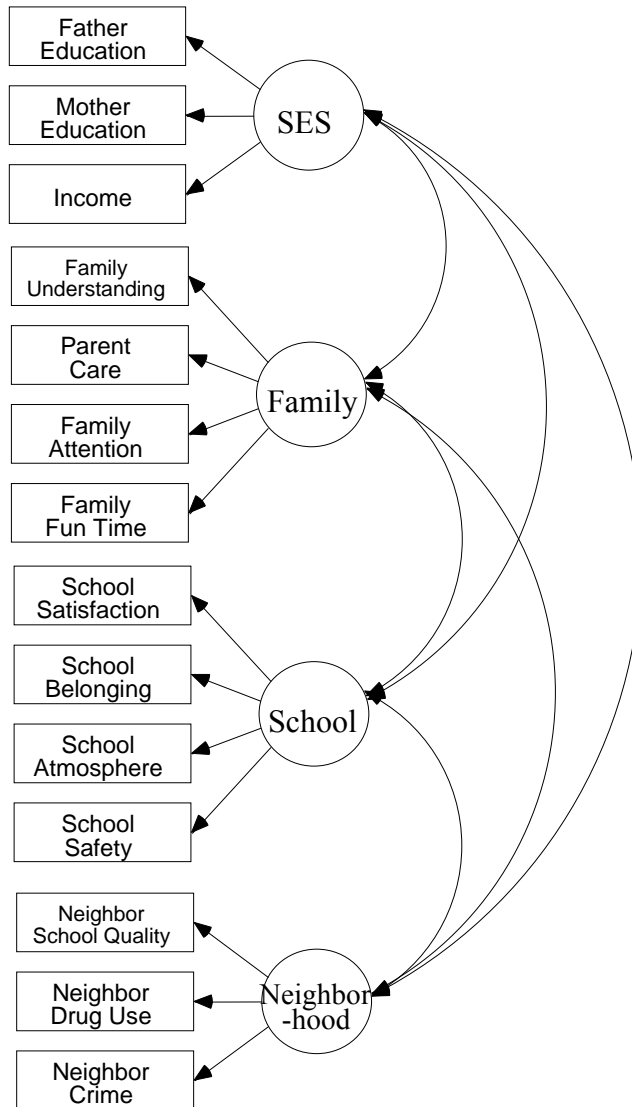 Father
Education
SES
Mother
Education
Income
Family
Understanding
Parent
Care
Family
Family
Attention
Family
Fun Time
School
Satisfaction
School
Belonging
School
School
Atmosphere
School
Safety
Neighbor
School Quality
Neighbor
Drug Use
Neighbor
-hood
Neighbor
Crime